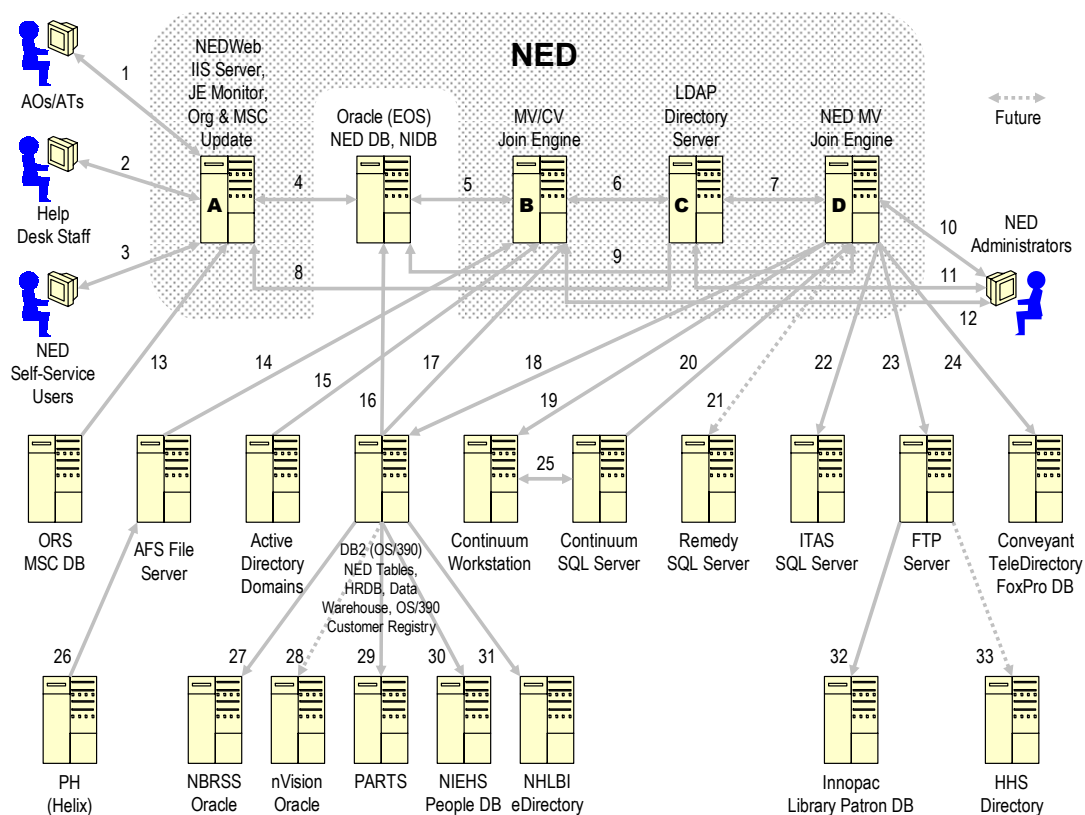 NED
NEDWeb
IIS Server,
JE Monitor,
Org & MSC
Update
Oracle (EOS)
NED DB, NIDB
MV/CV
Join Engine
LDAP
Directory
Server
NED MV
Join Engine
Future
AOs/ATs
Help
Desk Staff
NED
Self-Service
Users
NED
Administrators
A
B
C
D
1
2
3
4
5
6
7
8
9
10
11
12
13
14
15
16
17
18
19
20
21
22
23
24
25
ORS
MSC DB
AFS File
Server
Active
Directory
Domains
DB2 (OS/390)
NED Tables,
HRDB, Data
Warehouse, OS/390
Customer Registry
Continuum
Workstation
Continuum
SQL Server
Remedy
SQL Server
ITAS
SQL Server
FTP
Server
Conveyant
TeleDirectory
FoxPro DB
26
27
28
29
30
31
32
33
PH
(Helix)
NBRSS
Oracle
nVision
Oracle
PARTS
NIEHS
People DB
NHLBI
eDirectory
Innopac
Library Patron DB
HHS
Directory